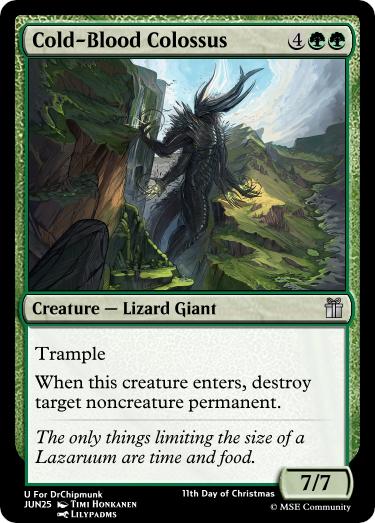 Cold-Blood Colossus 4
Creature — Lizard Giant
Trample
When this creature enters, destroy
target noncreature permanent.
The only things limiting the size of a
Lazaruum are time and food.
7/7
U For DrChipmunk 11th Day of Christmas
JUN25 Timi Honkanen © MSE Community
Lilypadms